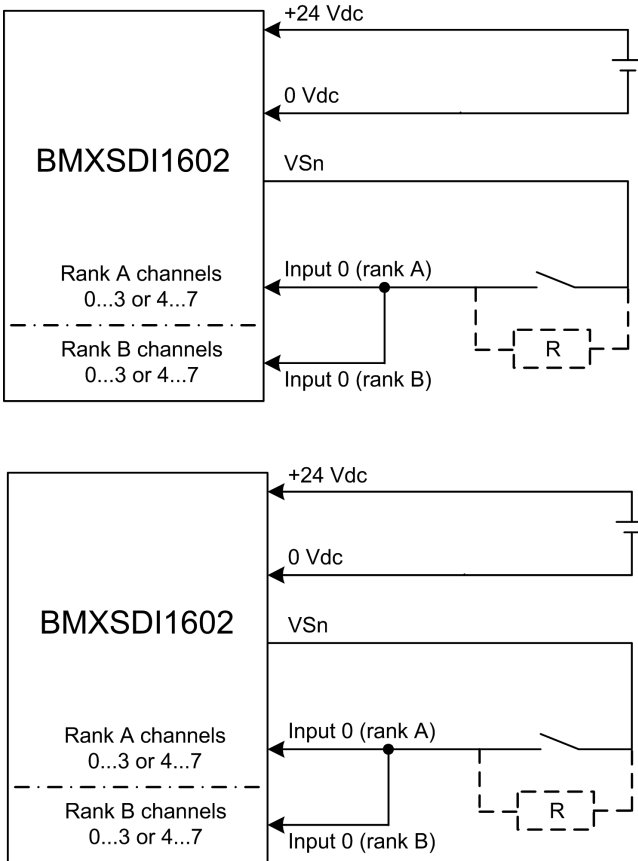 +24 Vdc
0 Vdc
BMXSDI1602
VSn
Rank A channels
0...3 or 4...7
Input 0 (rank A)
Rank B channels
0...3 or 4...7
R
Input 0 (rank B)
+24 Vdc
0 Vdc
BMXSDI1602
VSn
Rank A channels
0...3 or 4...7
Input 0 (rank A)
Rank B channels
0...3 or 4...7
R
Input 0 (rank B)